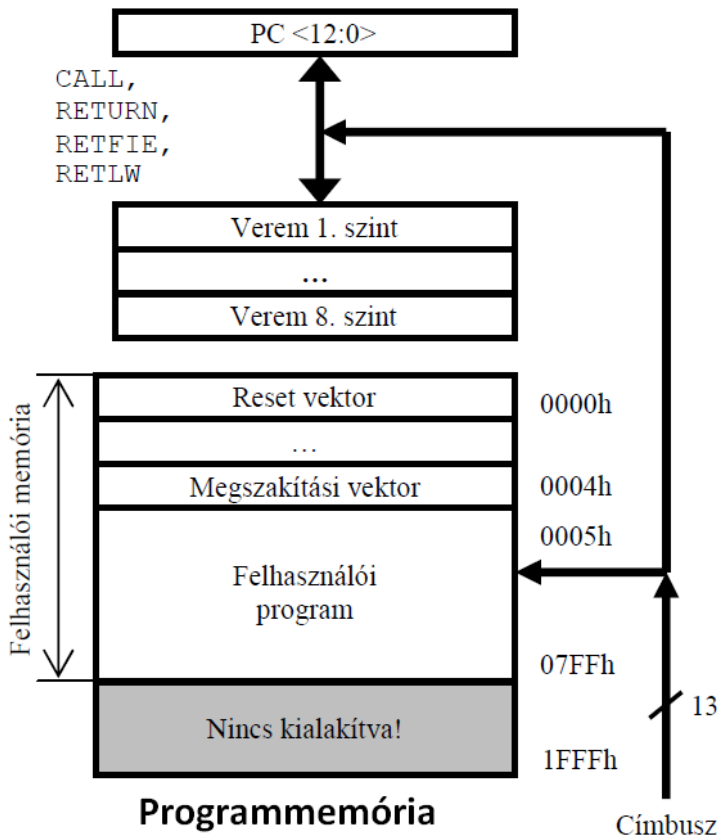 PC <12:0>
CALL,
RETURN,
RETFIE,
RETLW
Verem 1. szint
...
Verem 8. szint
Felhasználói memória
Reset vektor
0000h
...
Megszakítási vektor
0004h
0005h
Felhasználói
program
07FFh
Nincs kialakítva!
13
1FFFh
Programmemória
Címbusz